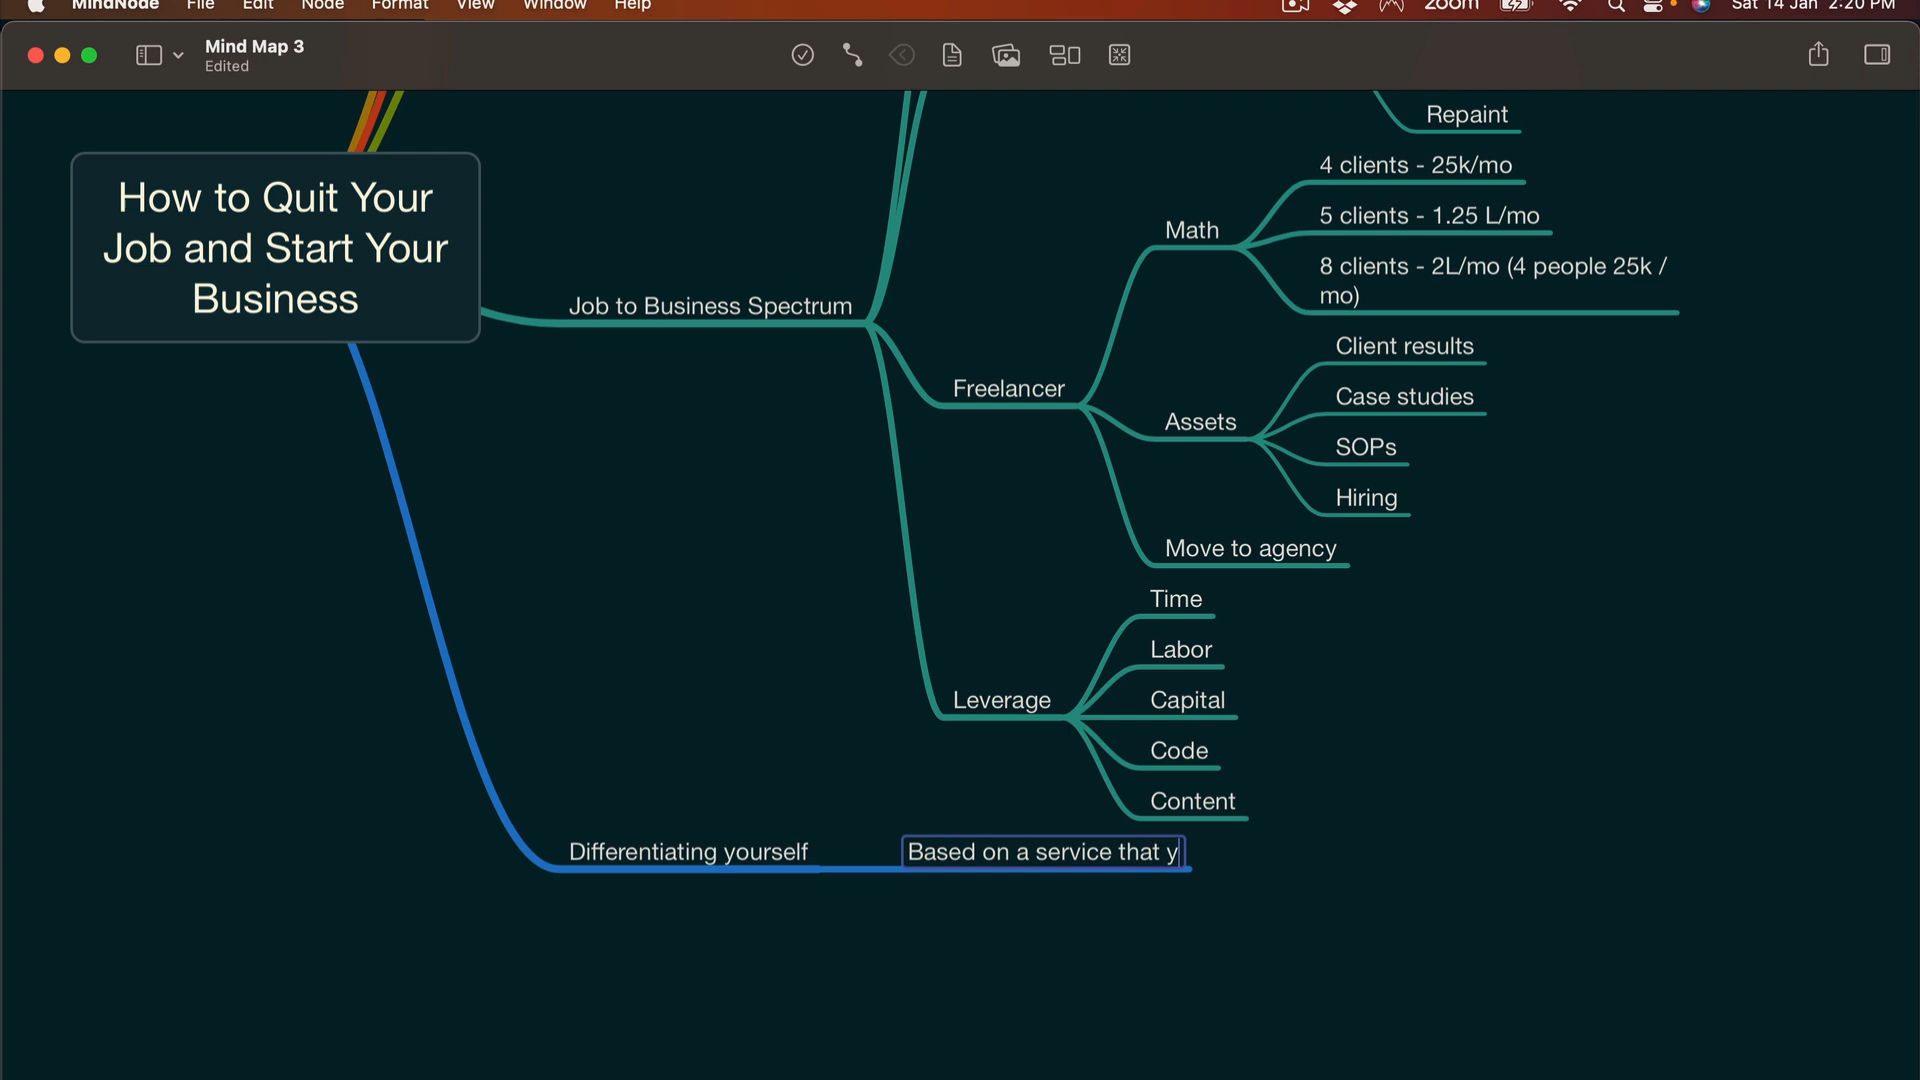 MindNode File Edit Node Format View Window Help
zoom Sat 14 Jan 2:20 PM
Mind Map 3
Edited
How to Quit Your
Job and Start Your
Business
Job to Business Spectrum
Repaint
Freelancer
Math
4 clients - 25k/mo
5 clients - 1.25 L/mo
8 clients - 2L/mo (4 people 25k /
mo)
Assets
Client results
Case studies
SOPs
Hiring
Move to agency
Leverage
Time
Labor
Capital
Code
Content
Differentiating yourself
Based on a service that y